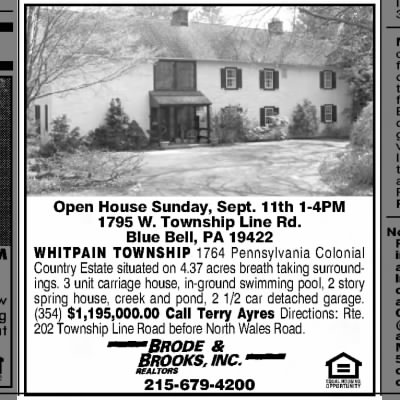 Open House Sunday, Sept. 11th 1-4PM
1795 W. Township Line Rd.
Blue Bell, PA 19422
WHITPAIN TOWNSHIP 1764 Pennsylvania Colonial
Country Estate situated on 4.37 acres breath taking surround-
ings. 3 unit carriage house, in-ground swimming pool, 2 story
spring house, creek and pond, 2 1/2 car detached garage.
(354) $1,195,000.00 Call Terry Ayres Directions: Rte.
202 Township Line Road before North Wales Road.
BRODE &
BROOKS, INC.
REALTORS
215-679-4200
EQUAL HOUSING
OPPORTUNITY